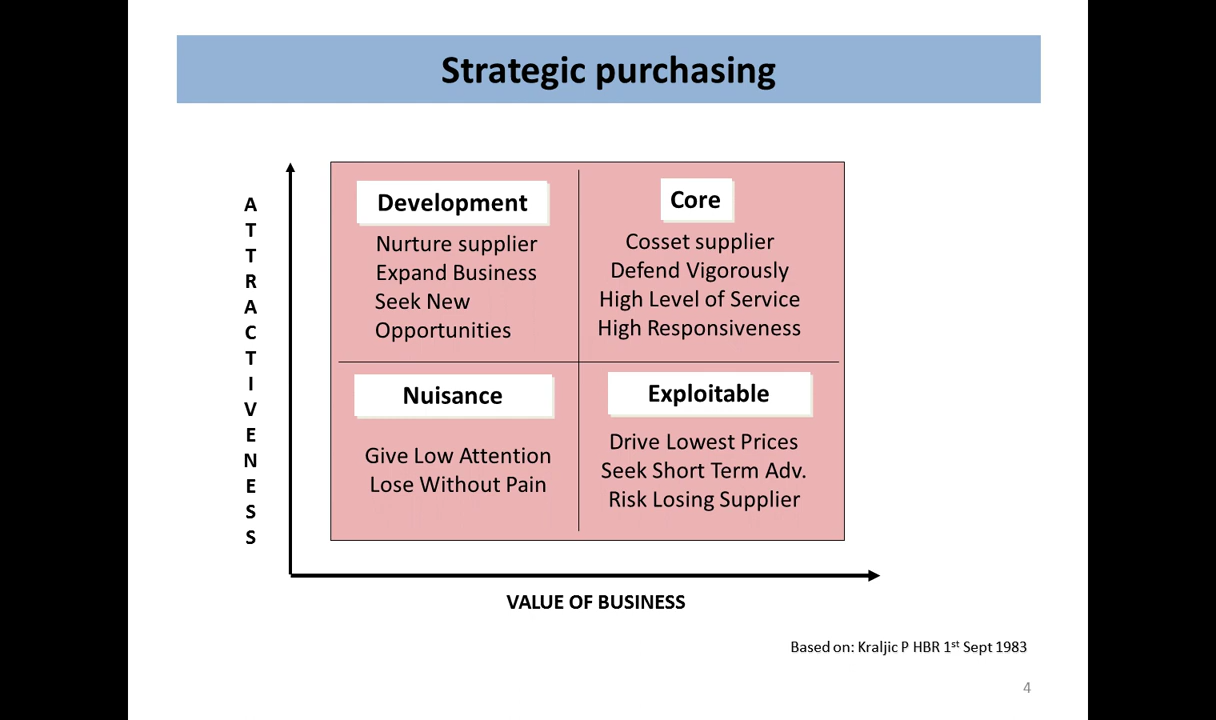 Strategic purchasing
ATTRACTIVENESS
Development
Nurture supplier
Expand Business
Seek New
Opportunities
Core
Cosset supplier
Defend Vigorously
High Level of Service
High Responsiveness
Nuisance
Give Low Attention
Lose Without Pain
Exploitable
Drive Lowest Prices
Seek Short Term Adv.
Risk Losing Supplier
VALUE OF BUSINESS
Based on: Kraljic P HBR 1st Sept 1983
4